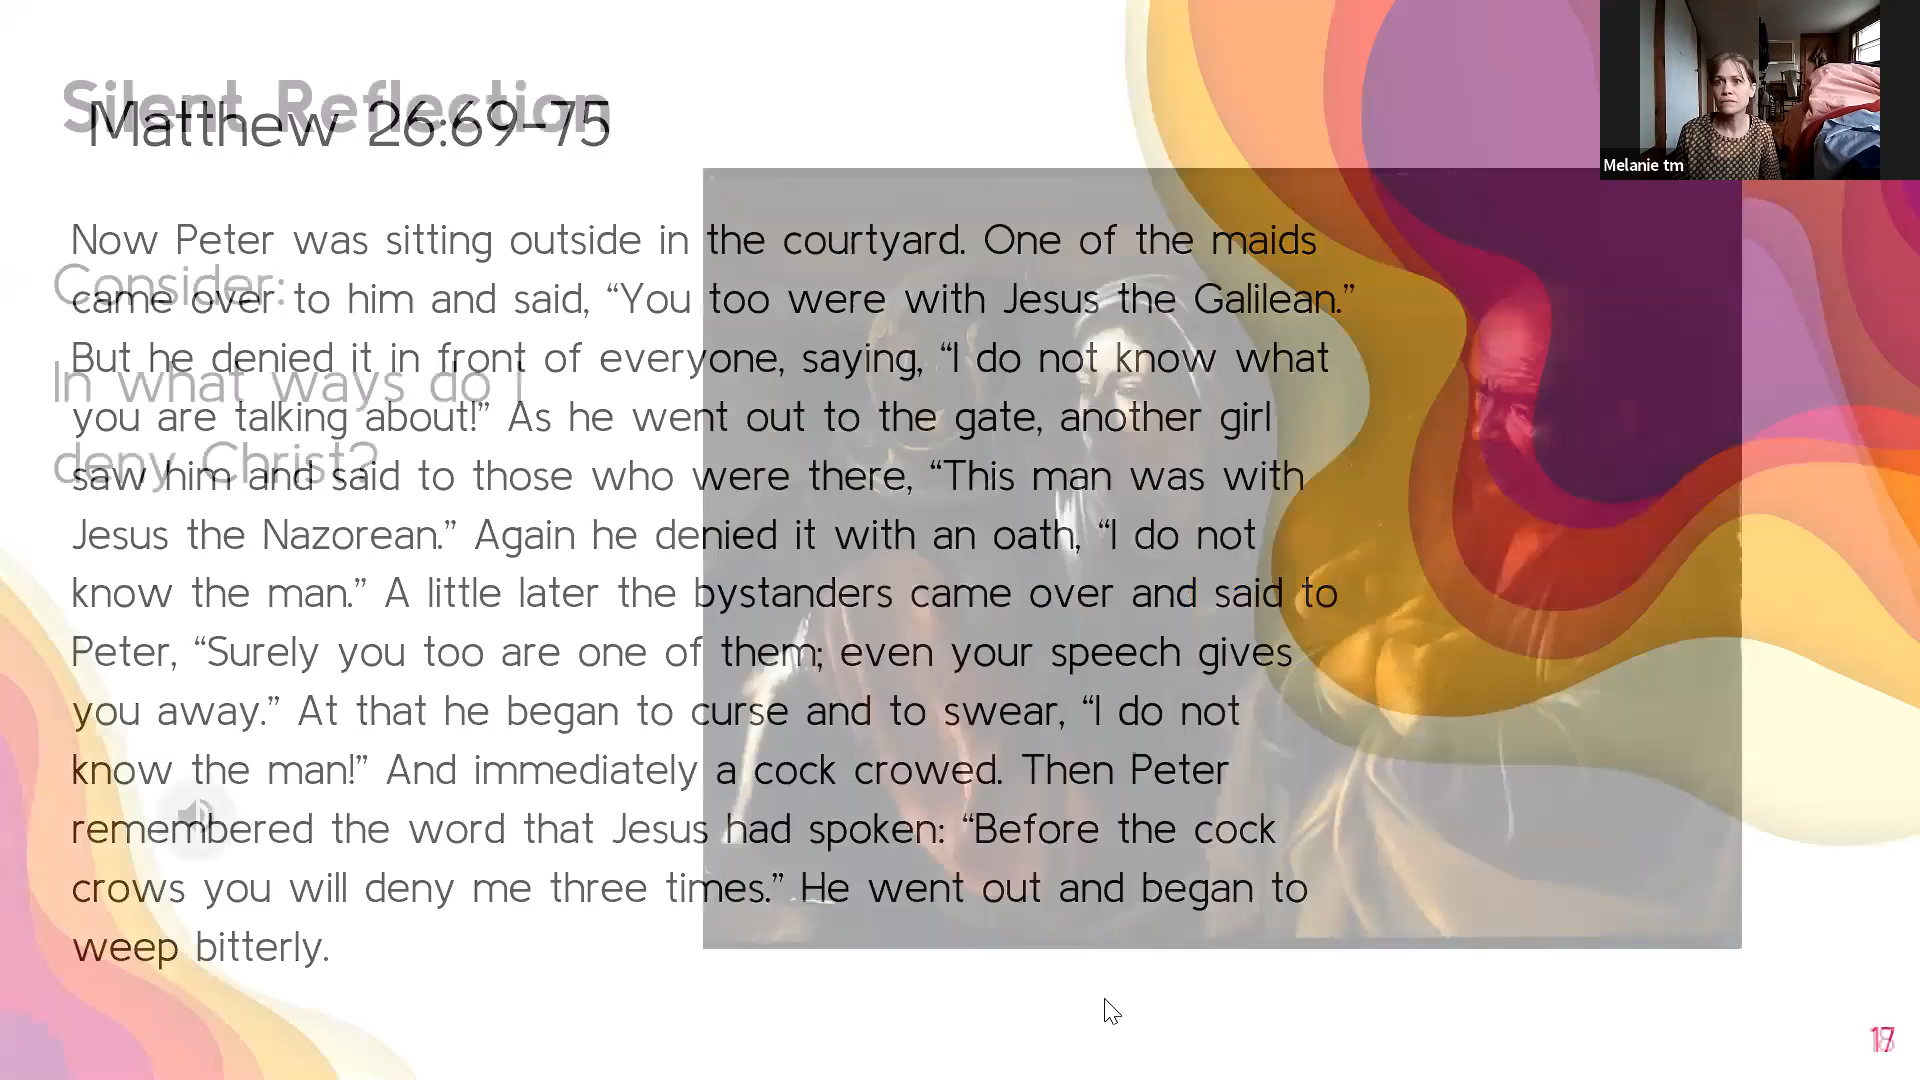 Silent Reflection
Matthew 26:69-75
Now Peter was sitting outside in the courtyard. One of the maids
came over to him and said, “You too were with Jesus the Galilean.”
But he denied it in front of everyone, saying, “I do not know what
you are talking about!” As he went out to the gate, another girl
saw him and said to those who were there, “This man was with
Jesus the Nazorean.” Again he denied it with an oath, “I do not
know the man.” A little later the bystanders came over and said to
Peter, “Surely you too are one of them; even your speech gives
you away.” At that he began to curse and to swear, “I do not
know the man!” And immediately a cock crowed. Then Peter
remembered the word that Jesus had spoken: “Before the cock
crows you will deny me three times.” He went out and began to
weep bitterly.
Consider:
In what ways do I
deny Christ?
Melanie tm
17
18